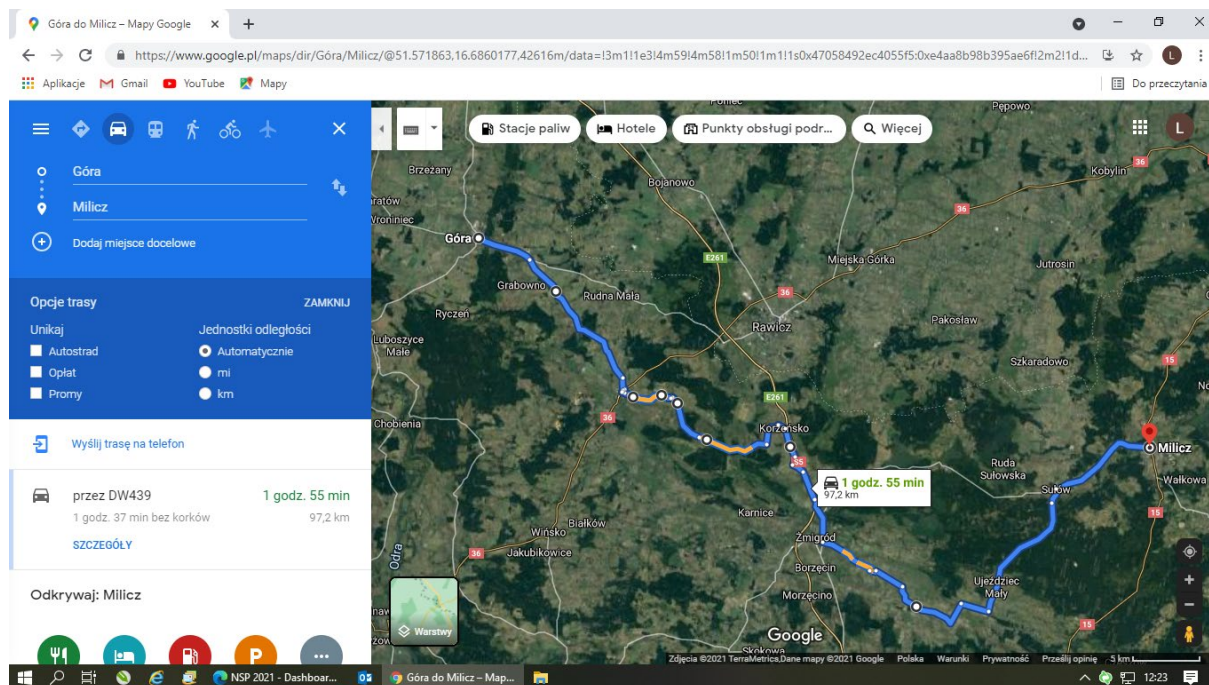 Góra do Milicz – Mapy Google
https://www.google.pl/maps/dir/Góra/Milicz/@51.571863,16.6860177,42616m/data=!3m1!1e3!4m59!4m58!1m50!1m1!1s0x47058492ec4055f5:0xe4aa8b98b395ae6f!2m2!1d...
L
Aplikacje
Gmail
YouTube
Mapy
Do przeczytania
Góra
Milicz
Dodaj miejsce docelowe
Opcje trasy
ZAMKNIJ
Unikaj
Jednostki odległości
Autostrad
Automatycznie
Opłat
mi
Promy
km
Wyślij trasę na telefon
przez DW439
1 godz. 55 min
1 godz. 37 min bez korków
97,2 km
SZCZEGÓŁY
Odkrywaj: Milicz
P
Stacje paliw
Hotele
Punkty obsługi podr...
Więcej
L
Poniec
Pępowo
36
Kobylin
Brzeżany
Bojanowo
36
Wroniniec
Góra
E261
Miejska Górka
Jutrosin
Grabowno
Rudna Mała
36
Ryczeń
Rawicz
Pakosław
Luboszyce
Małe
Szkaradowo
15
E261
Chobienia
36
Korzeńsko
Milicz
S5
Ruda
Sułowska
Sułów
Wałkowa
1 godz. 55 min
97,2 km
Karnice
15
Wińsko
Białków
Żmigród
Odra
36
Jakubikowice
Borzęcin
Ujeździec
Mały
Morzęcino
15
Warstwy
Google
Skokowa
Zdjęcia ©2021 TerraMetrics,Dane mapy ©2021 Google
Polska
Warunki
Prywatność
Prześlij opinię
5 km
NSP 2021 - Dashboar...
Góra do Milicz – Map...
12:23